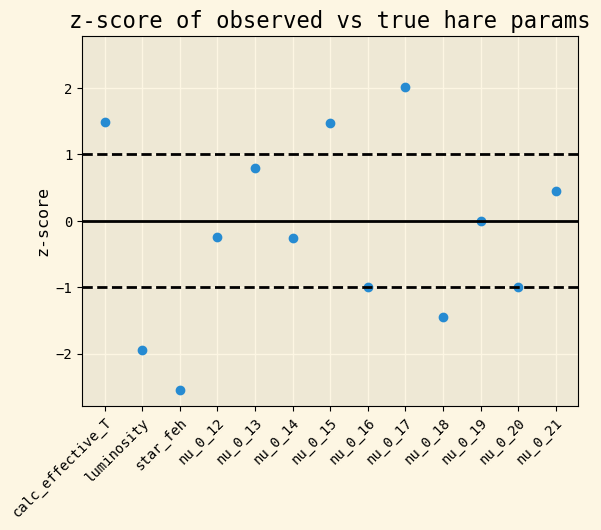 z-score of observed vs true hare params
z-score
2
1
0
−1
−2
calc_effective_T
luminosity
star_feh
nu_0_12
nu_0_13
nu_0_14
nu_0_15
nu_0_16
nu_0_17
nu_0_18
nu_0_19
nu_0_20
nu_0_21